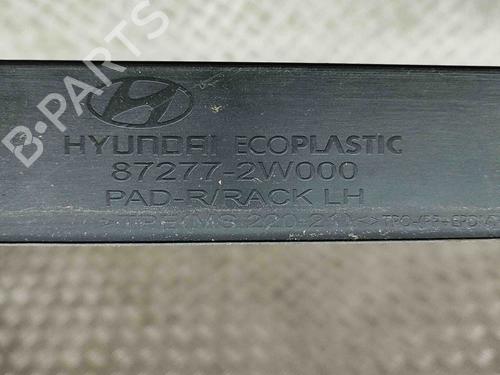 HYUNDAI ECOPLASTIC
87277-2W000
PAD-R/RACK LH
B-PARTS